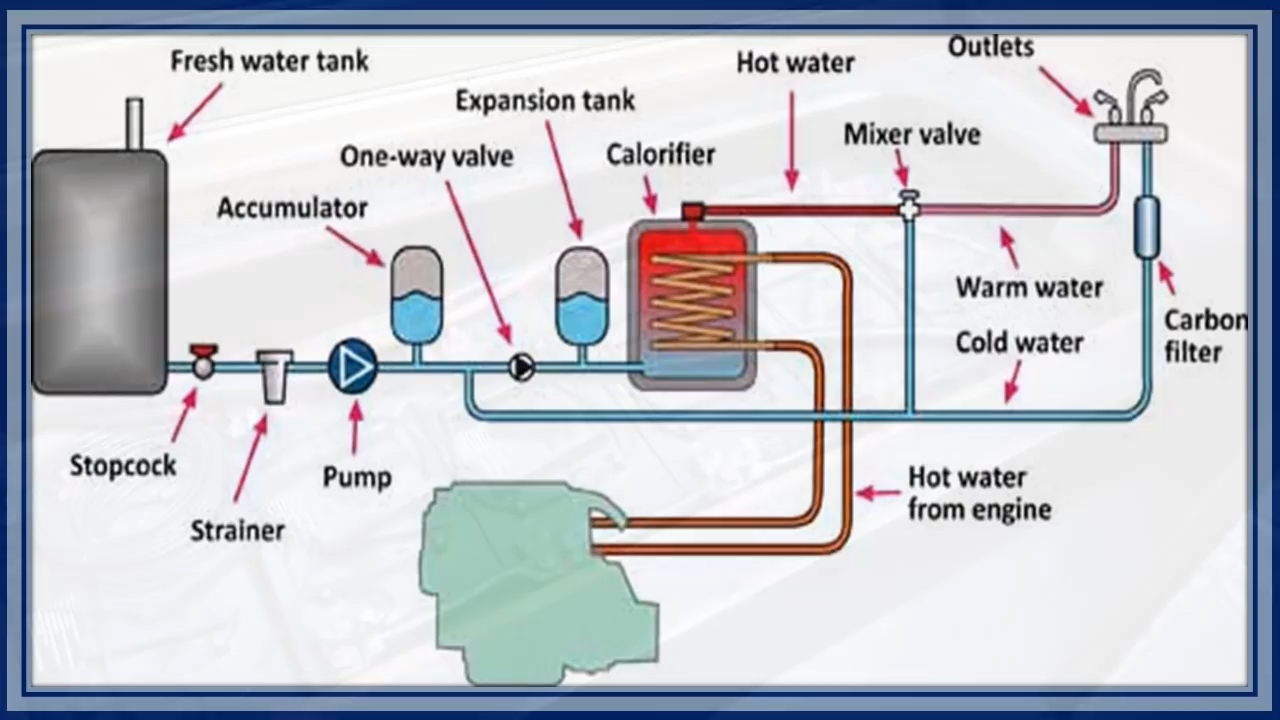 Fresh water tank
Expansion tank
One-way valve
Accumulator
Calorifier
Hot water
Mixer valve
Outlets
Warm water
Cold water
Carbon
filter
Stopcock
Strainer
Pump
Hot water
from engine